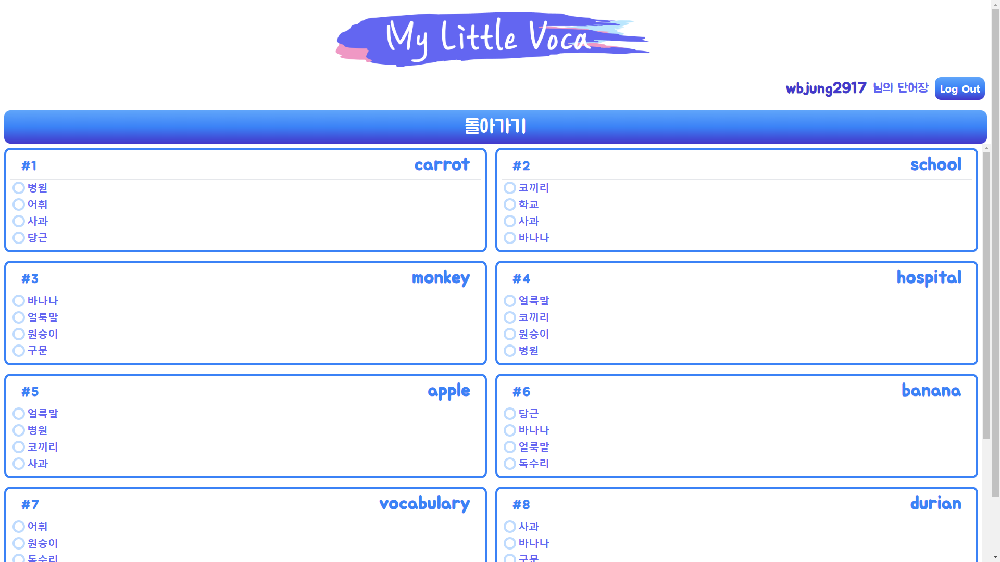 My Little Voca
wbjung2917 님의 단어장 Log Out
돌아가기
#1 carrot
병원
어휘
사과
당근
#2 school
코끼리
학교
사과
바나나
#3 monkey
바나나
얼룩말
원숭이
구문
#4 hospital
얼룩말
코끼리
원숭이
병원
#5 apple
얼룩말
병원
코끼리
사과
#6 banana
당근
바나나
얼룩말
독수리
#7 vocabulary
어휘
원숭이
독수리
#8 durian
사과
바나나
구문